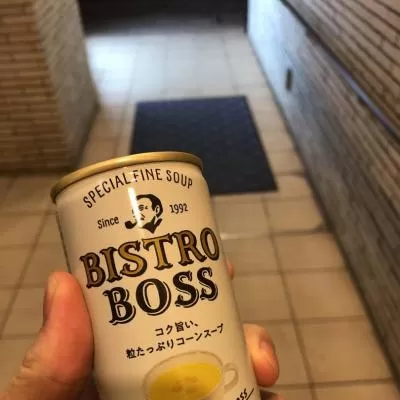 SPECIAL FINE SOUP
Since 1992
BISTRO
BOSS
コク旨い、
粒たっぷりコーンスープ